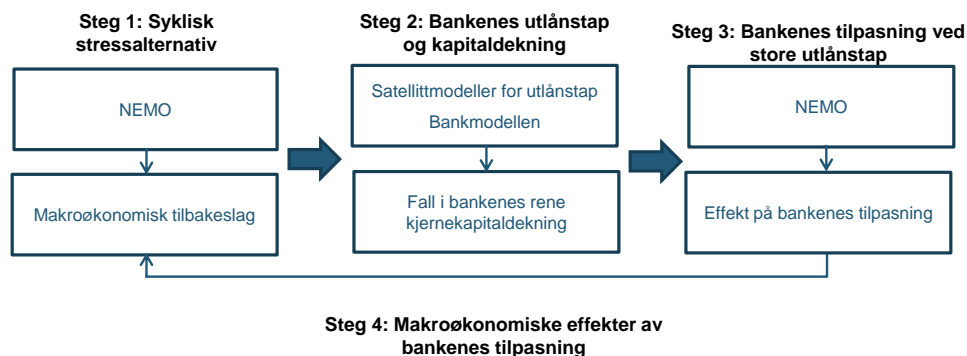 Steg 1: Syklisk
stressalternativ
NEMO
Makroøkonomisk tilbakeslag
Steg 2: Bankenes utlånstap
og kapitaldekning
Satellittmodeller for utlånstap
Bankmodellen
Fall i bankenes rene
kjernekapitaldekning
Steg 3: Bankenes tilpasning ved
store utlånstap
NEMO
Effekt på bankenes tilpasning
Steg 4: Makroøkonomiske effekter av
bankenes tilpasning